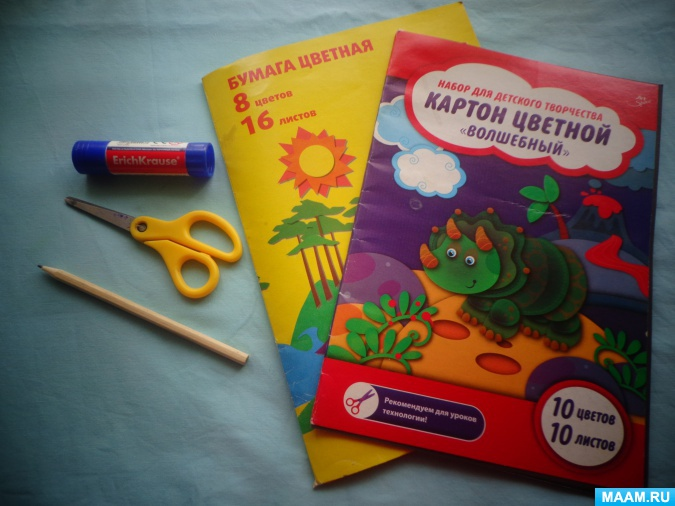 БУМАГА ЦВЕТНАЯ
8 цветов
16 листов
НАБОР ДЛЯ ДЕТСКОГО ТВОРЧЕСТВА
КАРТОН ЦВЕТНОЙ
«ВОЛШЕБНЫЙ»
ErichKrause
Рекомендуем для уроков
технологии!
10 ЦВЕТОВ
10 ЛИСТОВ
MAAM.RU